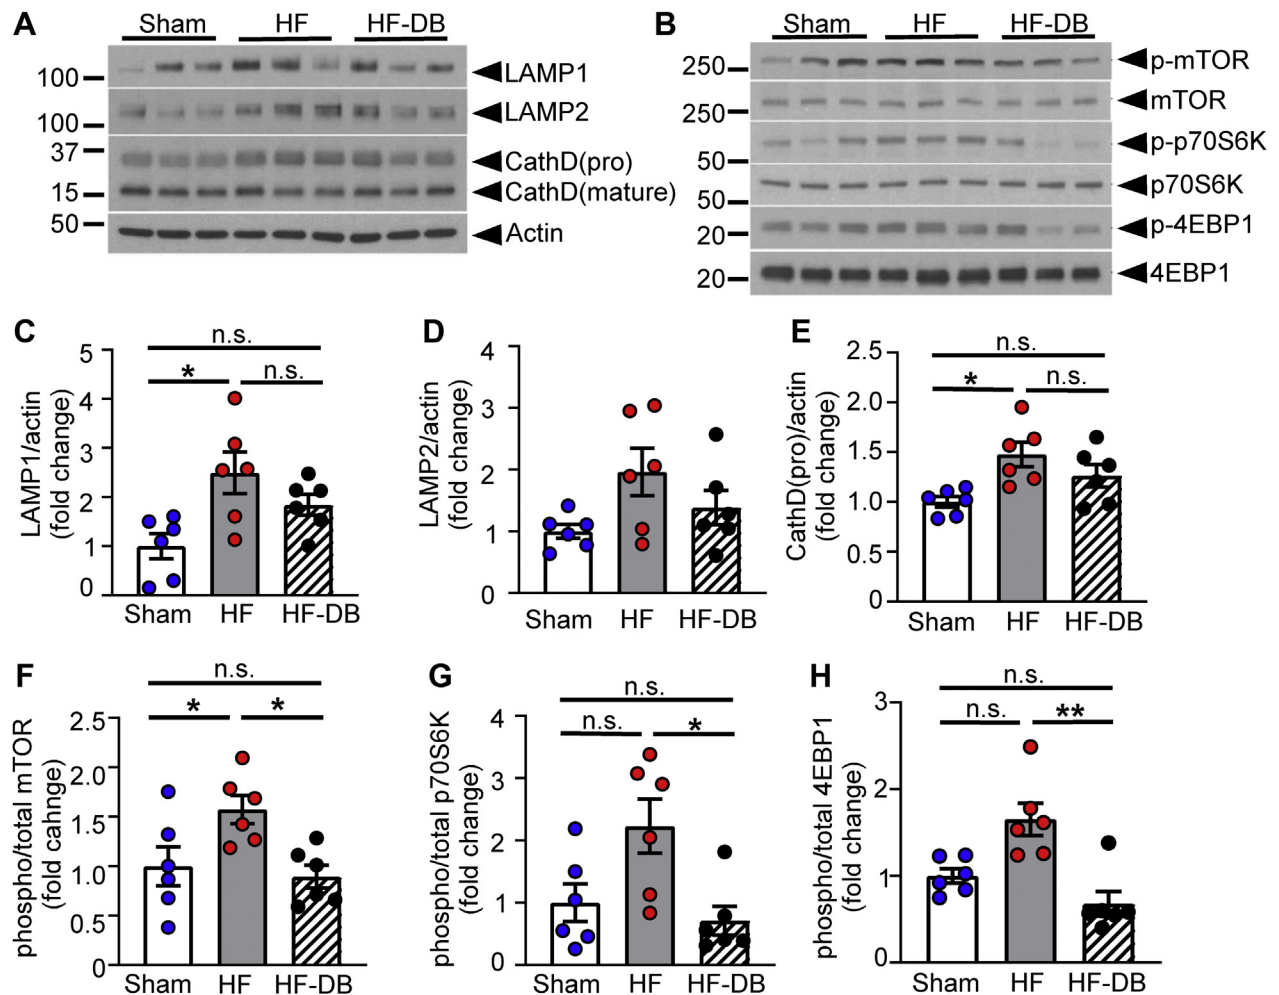 A
Sham HF HF-DB
100
LAMP1
100
LAMP2
37
CathD(pro)
15
CathD(mature)
50
Actin
B
Sham HF HF-DB
250
p-mTOR
250
mTOR
50
p-p70S6K
50
p70S6K
20
p-4EBP1
20
4EBP1
C
n.s.
* n.s.
LAMP1/actin
(fold change)
5
4
3
2
1
0
Sham HF HF-DB
D
LAMP2/actin
(fold change)
4
3
2
1
0
Sham HF HF-DB
E
n.s.
* n.s.
CathD(pro)/actin
(fold change)
2.5
2.0
1.5
1.0
0.5
0
Sham HF HF-DB
F
n.s.
* *
phospho/total mTOR
(fold cahnge)
2.5
2.0
1.5
1.0
0.5
0
Sham HF HF-DB
G
n.s.
n.s. *
phospho/total p70S6K
(fold change)
4
3
2
1
0
Sham HF HF-DB
H
n.s.
n.s. **
phospho/total 4EBP1
(fold change)
3
2
1
0
Sham HF HF-DB